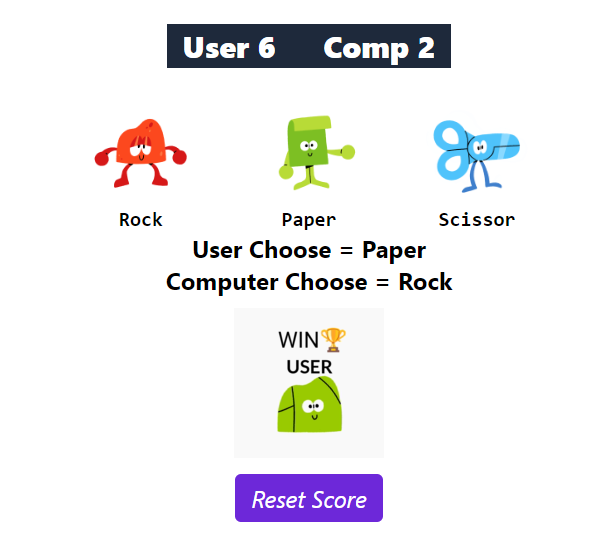 User 6 Comp 2
Rock Paper Scissor
User Choose = Paper
Computer Choose = Rock
WIN🏆
USER
Reset Score